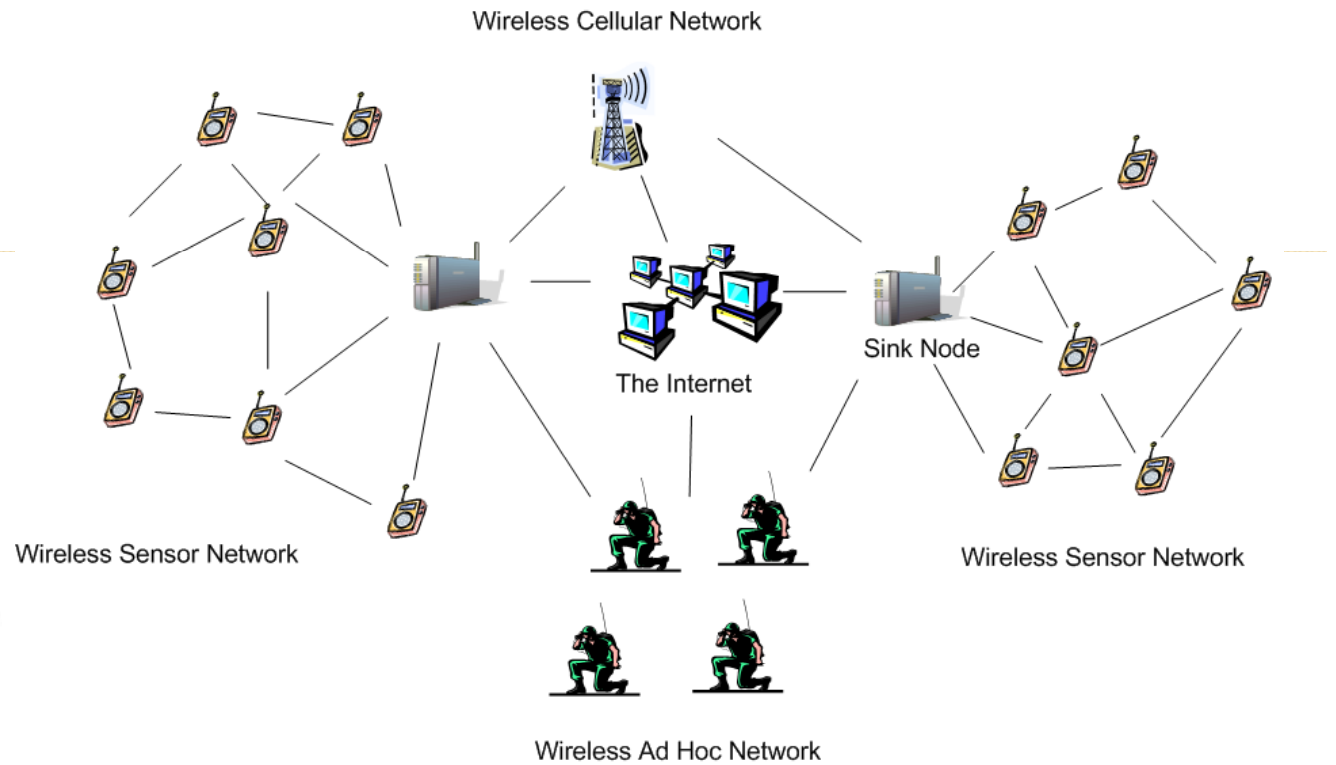 Wireless Cellular Network
Sink Node
The Internet
Wireless Sensor Network
Wireless Sensor Network
Wireless Ad Hoc Network